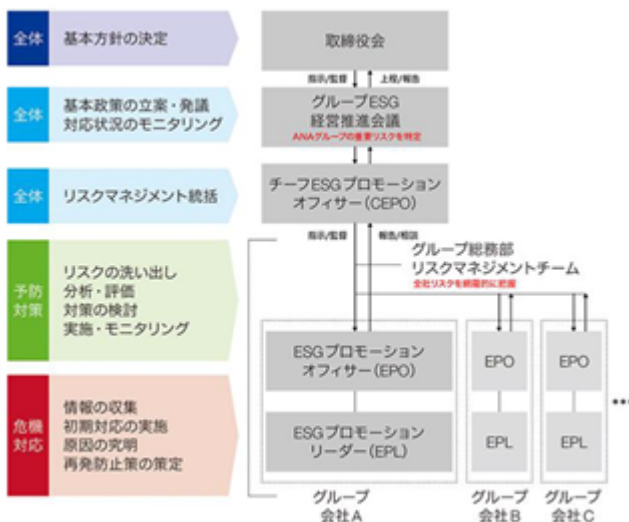 全体
基本方針の決定
取締役会
指示/監督
上程/報告
全体
基本政策の立案・発議
対応状況のモニタリング
グループESG
経営推進会議
ANAグループの重要リスクを特定
全体
リスクマネジメント統括
チーフESGプロモーション
オフィサー（CEPO）
指示/監督
報告/相談
グループ総務部
リスクマネジメントチーム
全社リスクを網羅的に把握
予防
対策
リスクの洗い出し
分析・評価
対策の検討
実施・モニタリング
ESGプロモーション
オフィサー（EPO）
EPO
EPO
危機
対応
情報の収集
初期対応の実施
原因の究明
再発防止策の策定
ESGプロモーション
リーダー（EPL）
EPL
EPL
•••
グループ
会社A
グループ
会社B
グループ
会社C